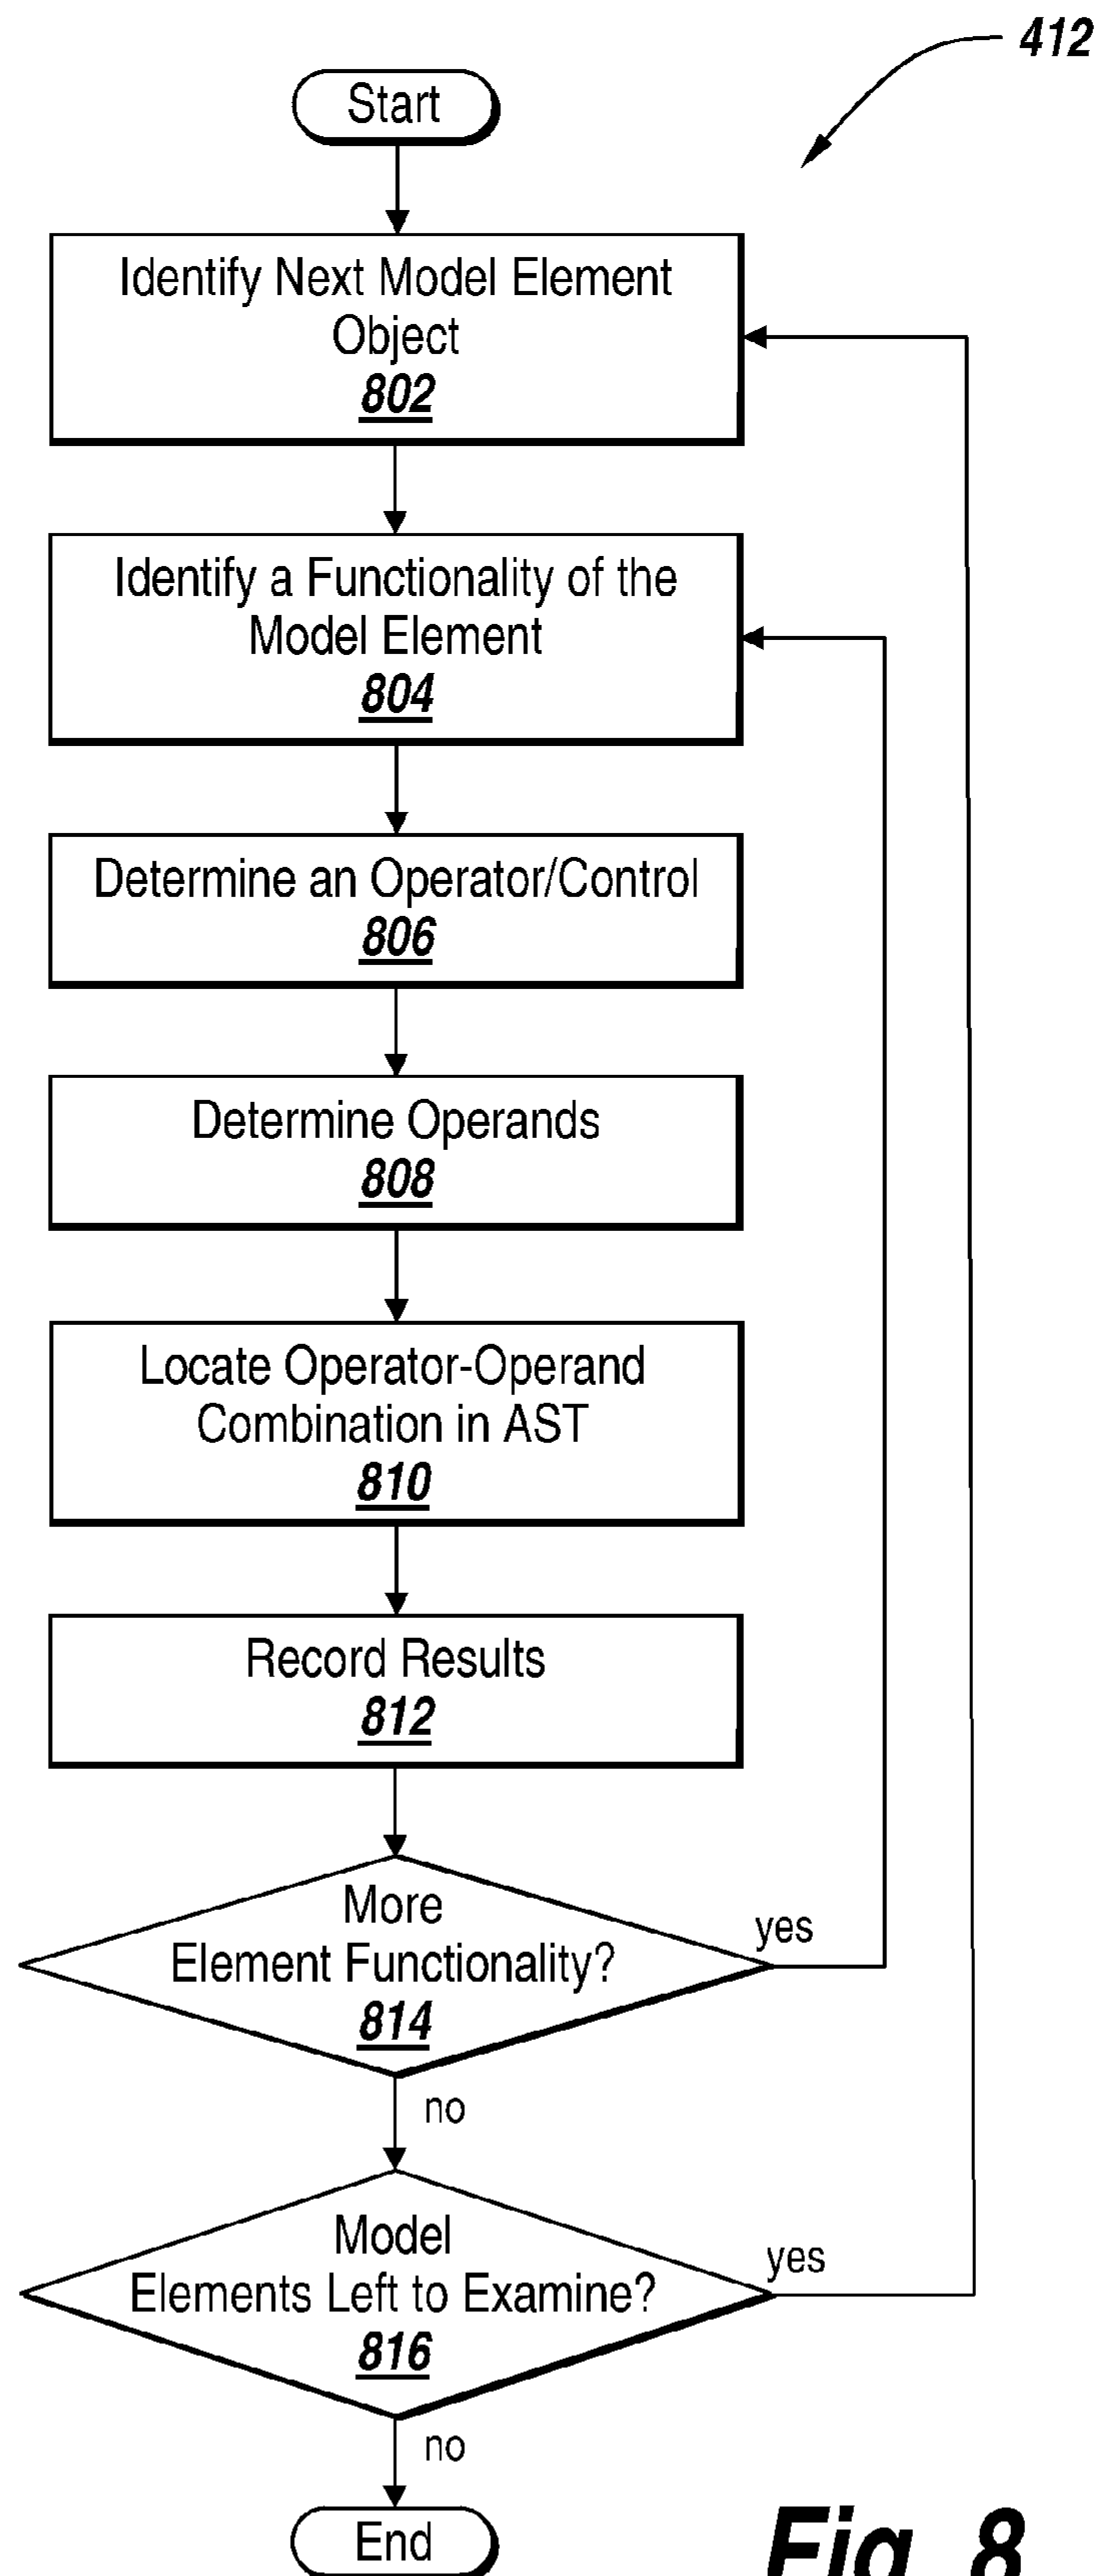 412
Start
Identify Next Model Element
Object
802
Identify a Functionality of the
Model Element
804
Determine an Operator/Control
806
Determine Operands
808
Locate Operator-Operand
Combination in AST
810
Record Results
812
More
Element Functionality?
814
yes
no
Model
Elements Left to Examine?
816
yes
no
End
Fig. 8